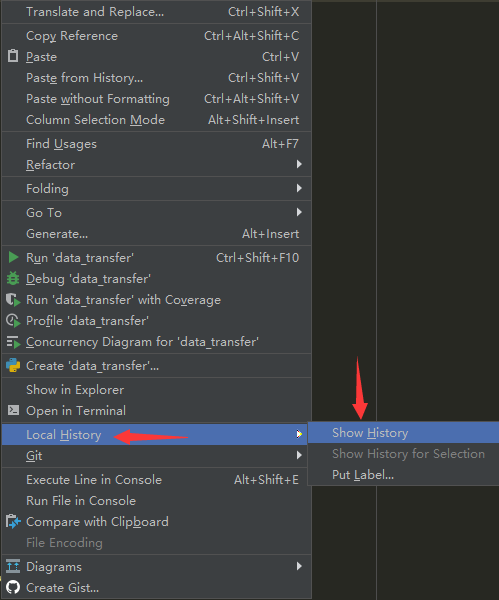 Translate and Replace... Ctrl+Shift+X
Copy Reference Ctrl+Alt+Shift+C
Paste Ctrl+V
Paste from History... Ctrl+Shift+V
Paste without Formatting Ctrl+Alt+Shift+V
Column Selection Mode Alt+Shift+Insert
Find Usages Alt+F7
Refactor
Folding
Go To
Generate... Alt+Insert
Run 'data_transfer' Ctrl+Shift+F10
Debug 'data_transfer'
Run 'data_transfer' with Coverage
Profile 'data_transfer'
Concurrency Diagram for 'data_transfer'
Create 'data_transfer'...
Show in Explorer
Open in Terminal
Local History
Show History
Show History for Selection
Put Label...
Git
Execute Line in Console Alt+Shift+E
Run File in Console
Compare with Clipboard
File Encoding
Diagrams
Create Gist...